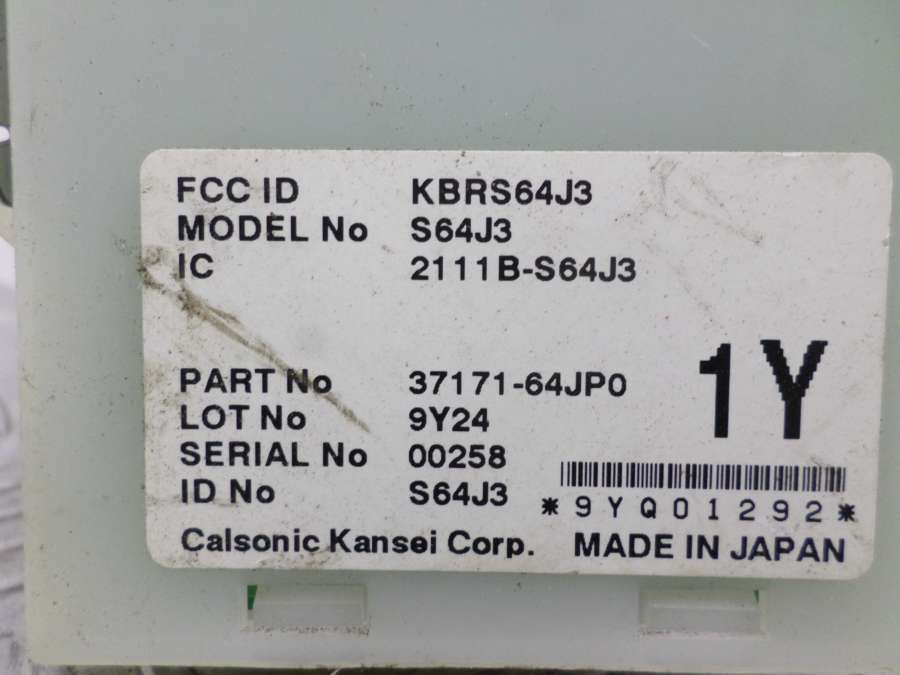 FCC ID KBRS64J3
MODEL No S64J3
IC 2111B-S64J3
PART No 37171-64JP0
LOT No 9Y24
SERIAL No 00258
ID No S64J3
1Y
*9YQ01292*
Calsonic Kansei Corp. MADE IN JAPAN